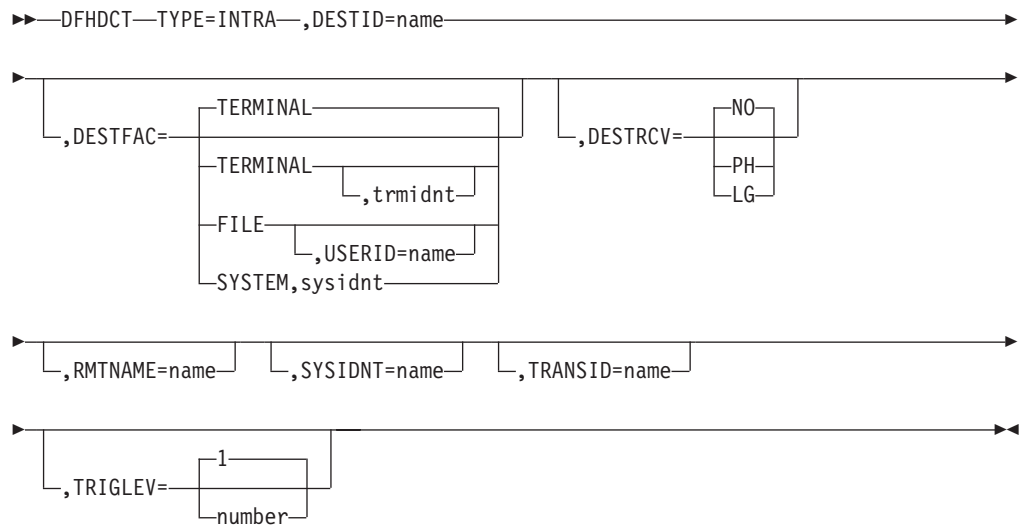 DFHDCT TYPE=INTRA ,DESTID=name
TERMINAL NO
,DESTFAC= ,DESTRCV=
TERMINAL PH
,trmidnt LG
FILE
,USERID=name
SYSTEM,sysidnt
,RMTNAME=name ,SYSIDNT=name ,TRANSID=name
1
,TRIGLEV=
number